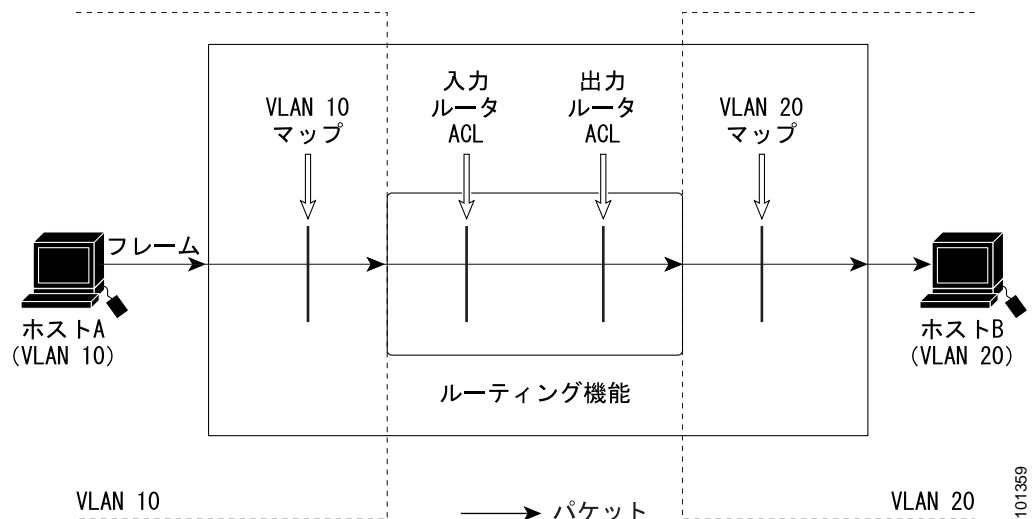 VLAN 10
マップ
入力
ルータ
ACL
出力
ルータ
ACL
VLAN 20
マップ
フレーム
ホストA
(VLAN 10)
ホストB
(VLAN 20)
ルーティング機能
VLAN 10
パケット
VLAN 20
101359